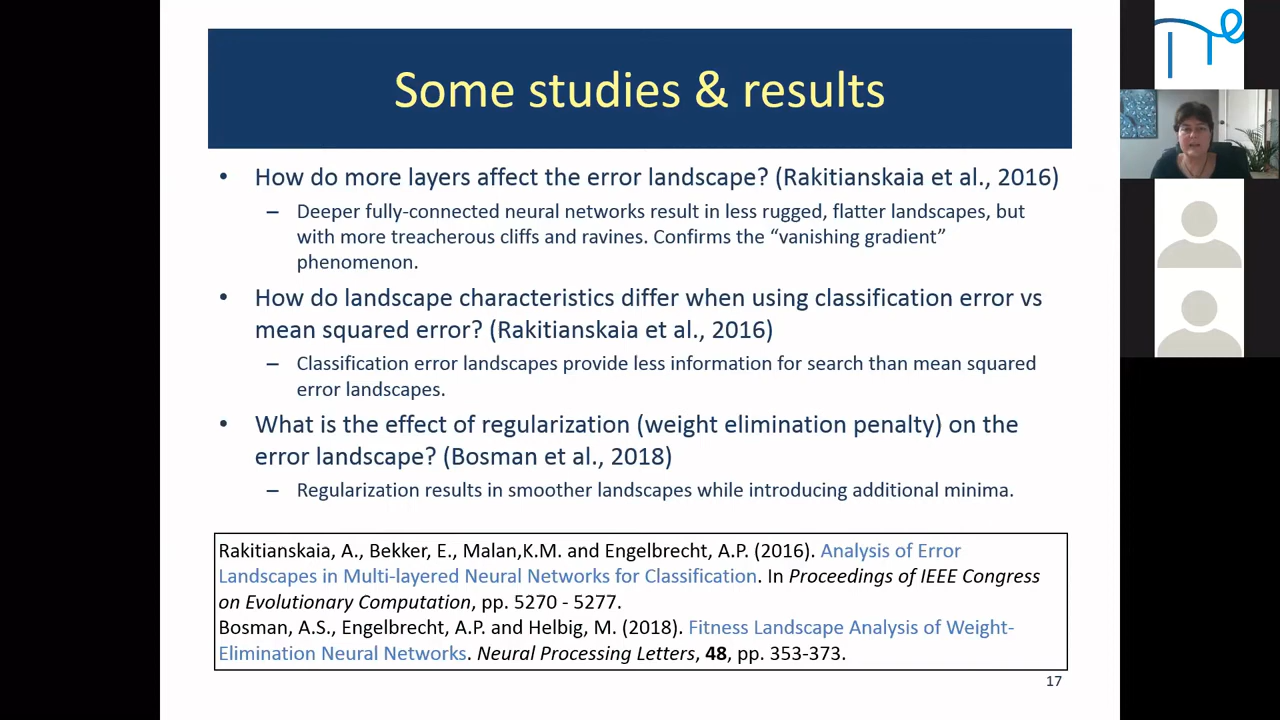 Some studies & results
• How do more layers affect the error landscape? (Rakitianskaia et al., 2016)
– Deeper fully-connected neural networks result in less rugged, flatter landscapes, but
with more treacherous cliffs and ravines. Confirms the “vanishing gradient”
phenomenon.
• How do landscape characteristics differ when using classification error vs
mean squared error? (Rakitianskaia et al., 2016)
– Classification error landscapes provide less information for search than mean squared
error landscapes.
• What is the effect of regularization (weight elimination penalty) on the
error landscape? (Bosman et al., 2018)
– Regularization results in smoother landscapes while introducing additional minima.
Rakitianskaia, A., Bekker, E., Malan,K.M. and Engelbrecht, A.P. (2016). Analysis of Error
Landscapes in Multi-layered Neural Networks for Classification. In Proceedings of IEEE Congress
on Evolutionary Computation, pp. 5270 - 5277.
Bosman, A.S., Engelbrecht, A.P. and Helbig, M. (2018). Fitness Landscape Analysis of Weight-
Elimination Neural Networks. Neural Processing Letters, 48, pp. 353-373.
17